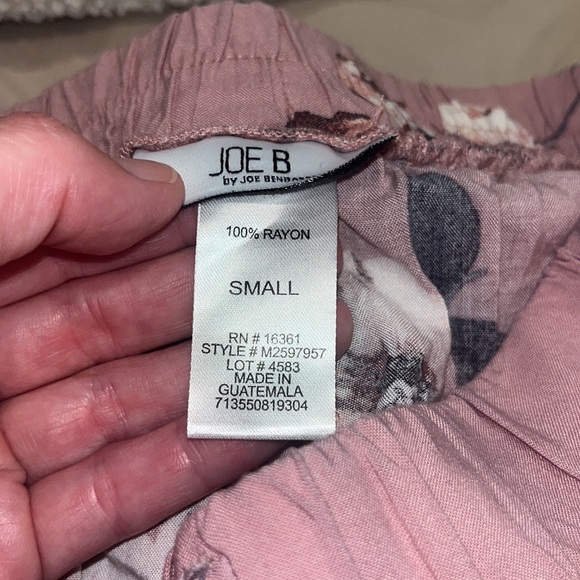 JOE B
by JOE
100% RAYON
SMALL
RN # 16361
STYLE # M2597957
LOT # 4583
MADE IN
GUATEMALA
713550819304